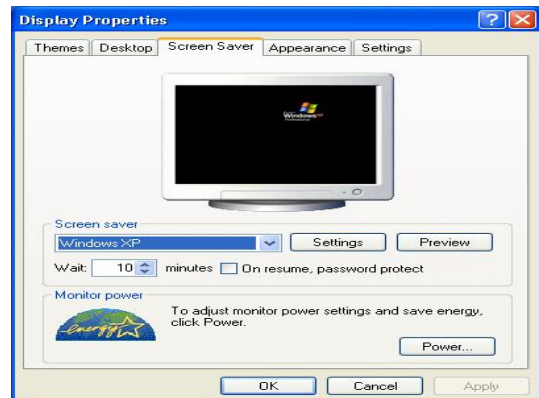 Display Properties
Themes Desktop Screen Saver Appearance Settings
Windows xp
Professional
Screen saver
Windows XP Settings Preview
Wait: 10 minutes On resume, password protect
Monitor power
energy
To adjust monitor power settings and save energy,
click Power.
Power...
OK Cancel Apply